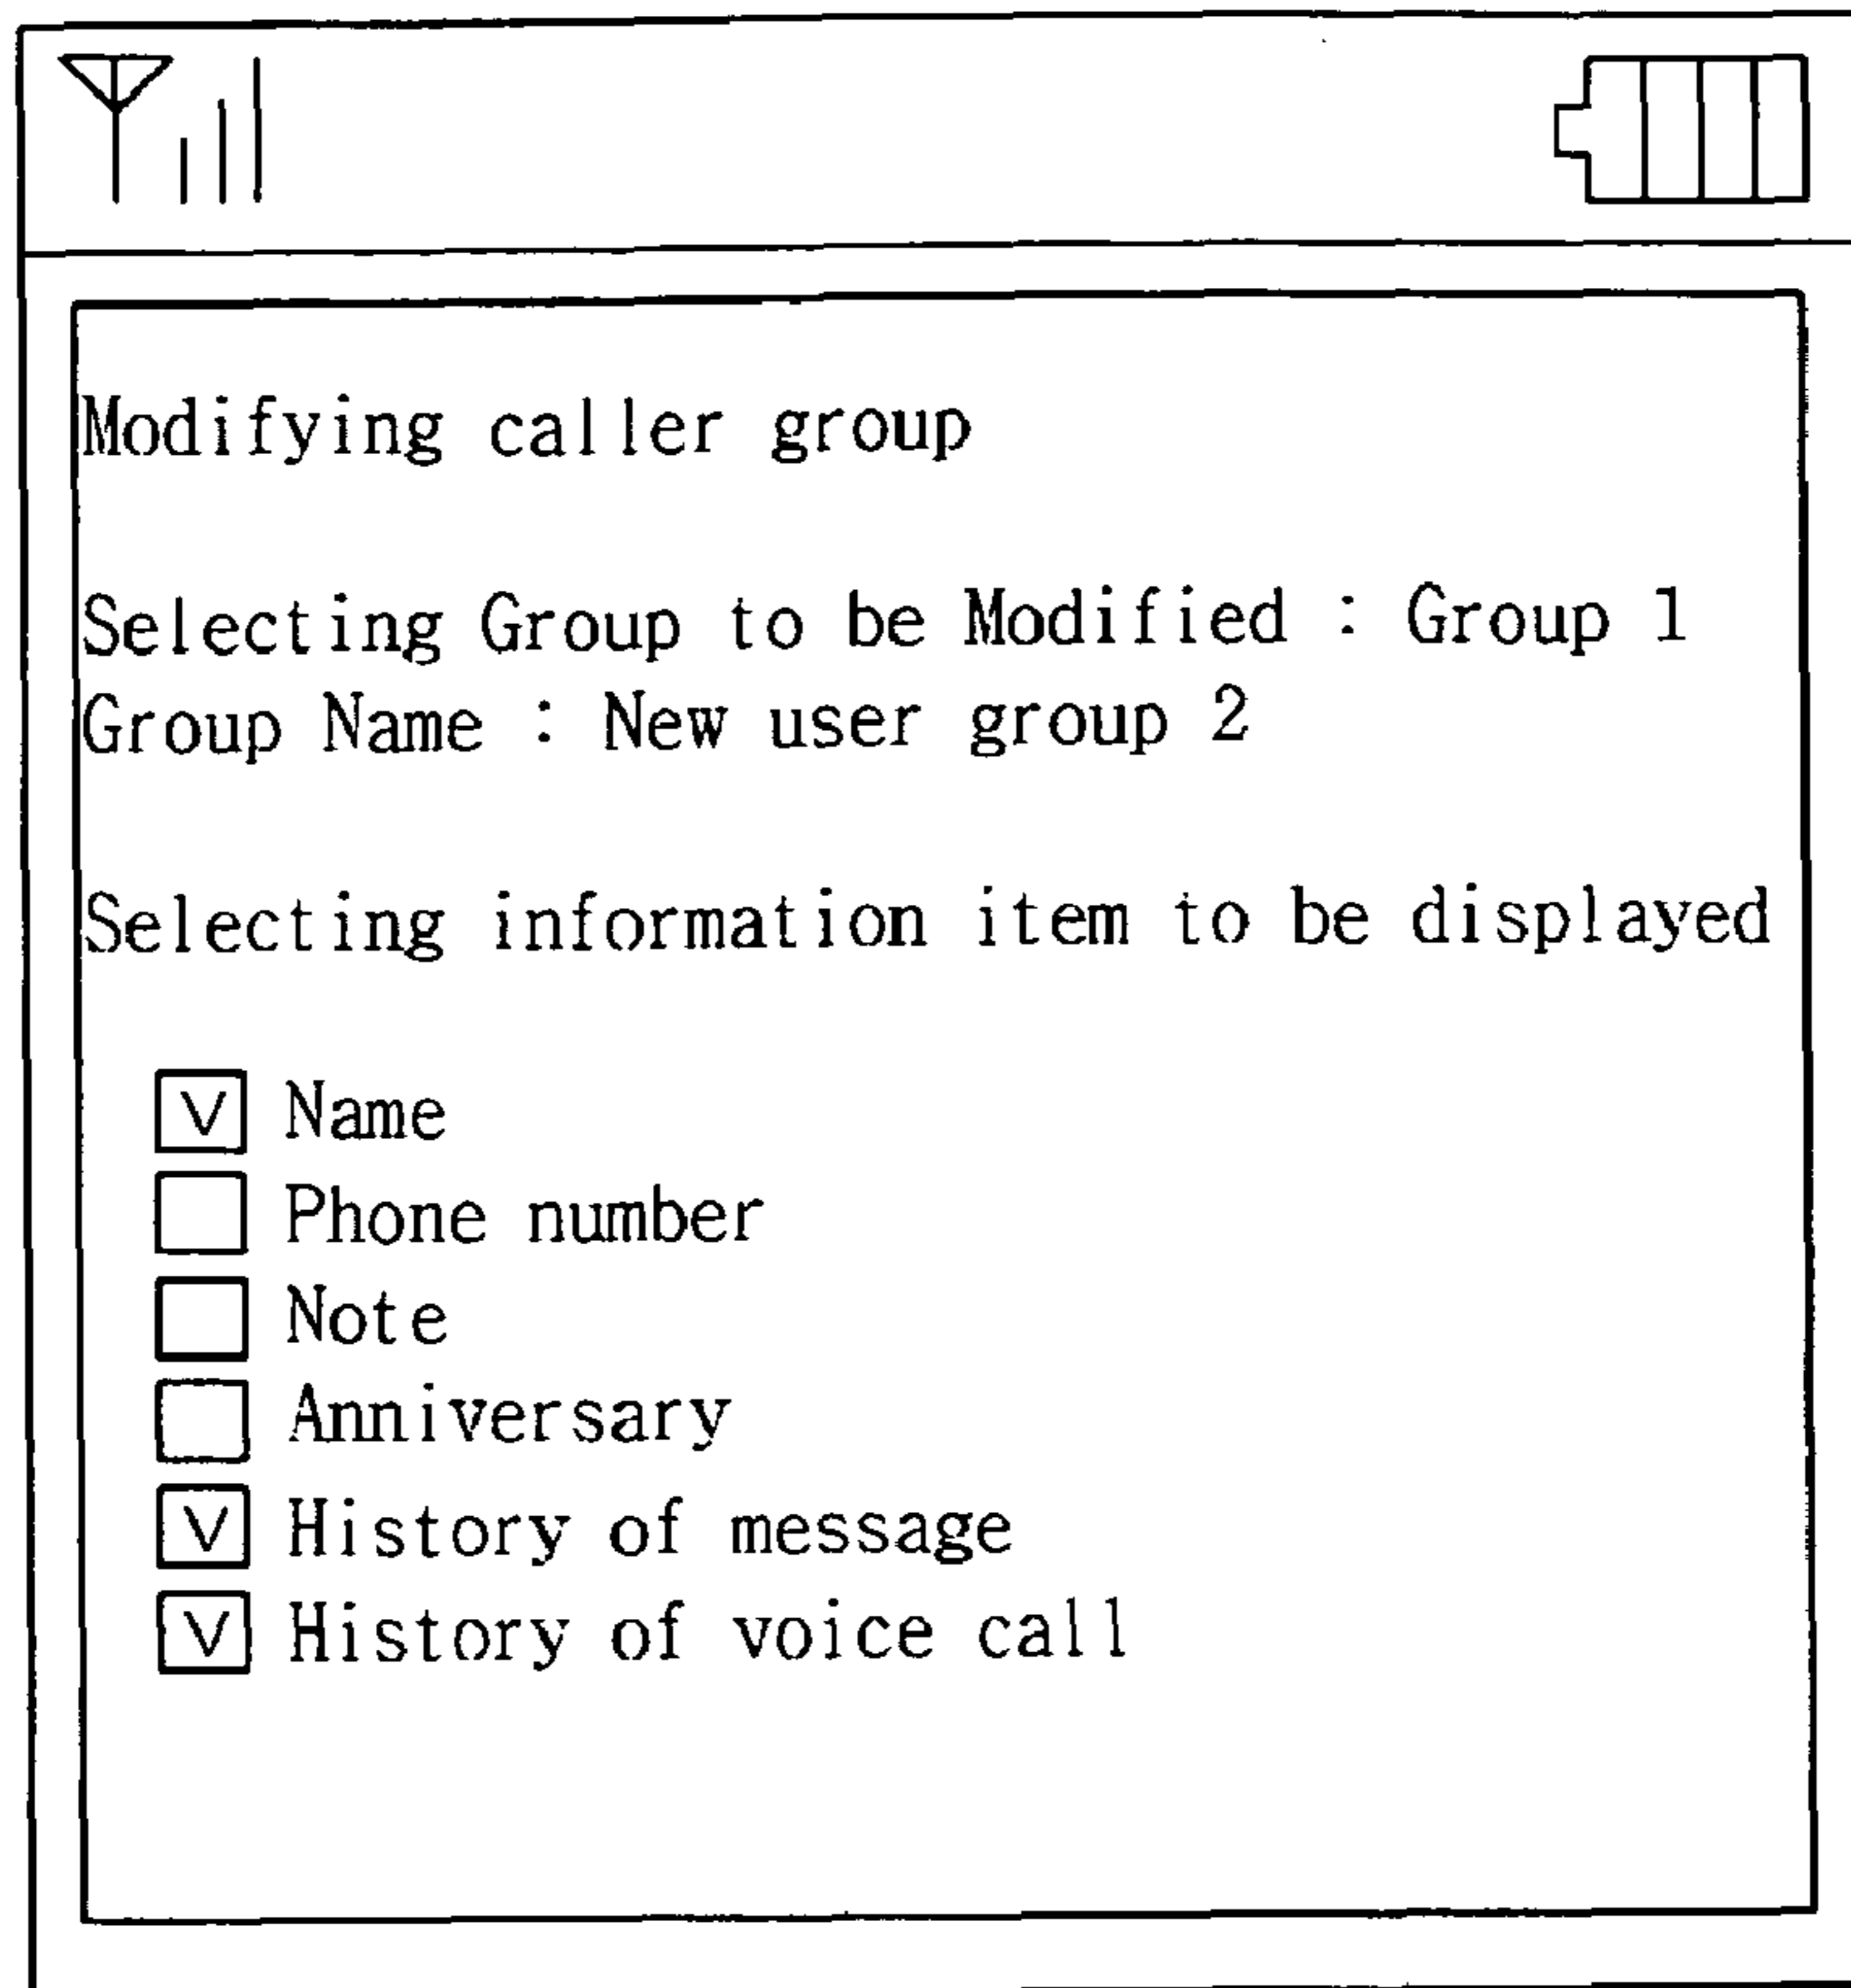 Modifying caller group
Selecting Group to be Modified : Group 1
Group Name : New user group 2
Selecting information item to be displayed
V Name
Phone number
Note
Anniversary
V History of message
V History of voice call